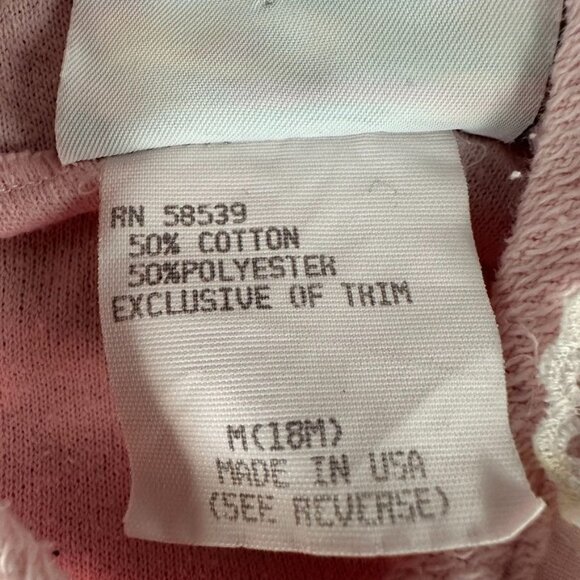 RN 58539
50% COTTON
50%POLYESTER
EXCLUSIVE OF TRIM
M(18M)
MADE IN USA
(SEE REVERSE)